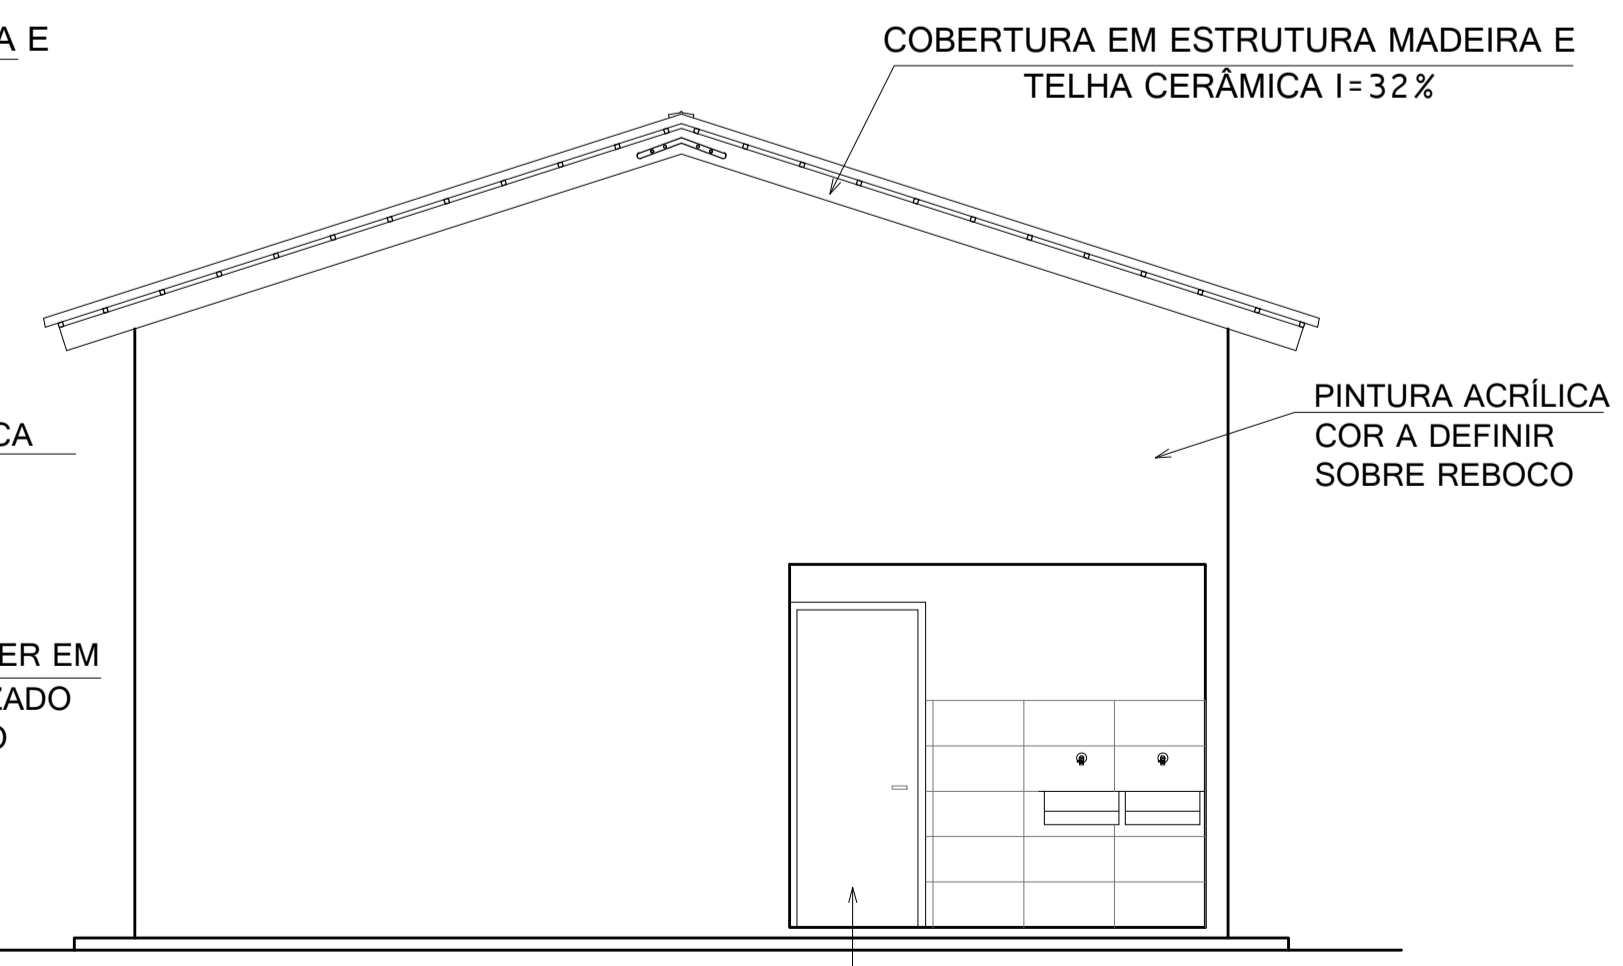 A E
COBERTURA EM ESTRUTURA MADEIRA E
TELHA CERÂMICA I=32%
PINTURA ACRÍLICA
COR A DEFINIR
SOBRE REBOCO
CA
ER EM
ZADO
O